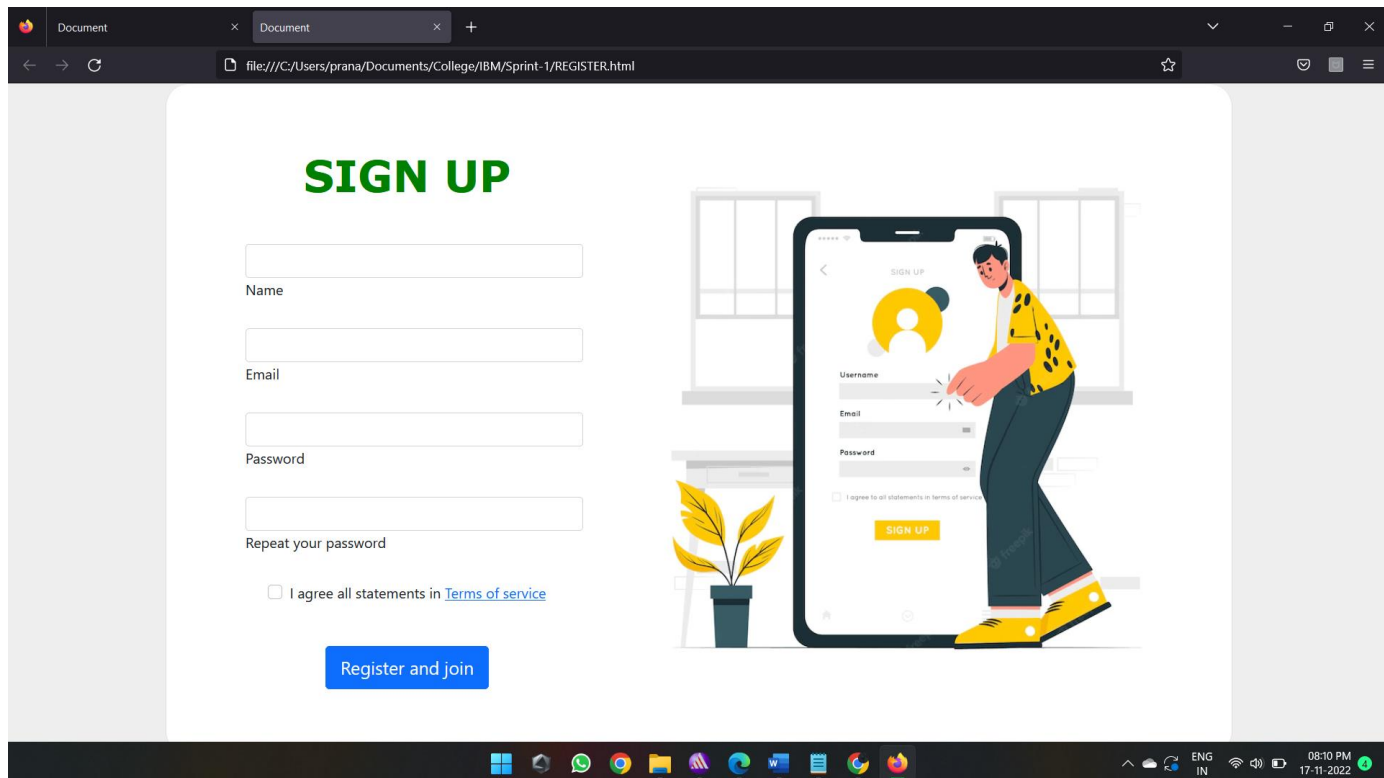 Document
Document
file:///C:/Users/prana/Documents/College/IBM/Sprint-1/REGISTER.html
SIGN UP
Name
Email
Password
Repeat your password
I agree all statements in Terms of service
Register and join
SIGN UP
Username
Email
Password
I agree to all statements in terms of service
SIGN UP
freepik
ENG
IN
08:10 PM
17-11-2022
4